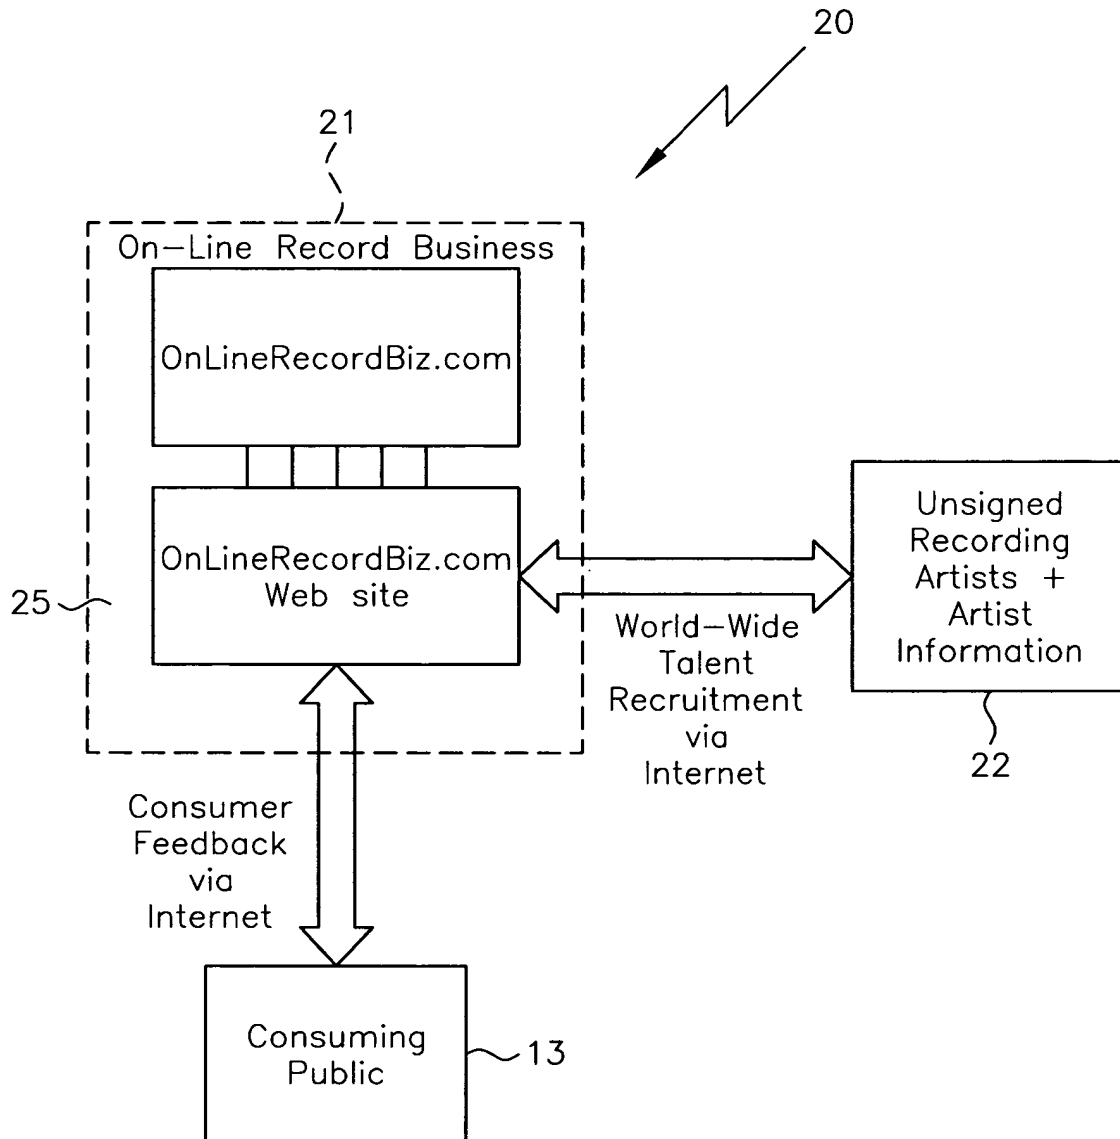 20
21
On-Line Record Business
OnLineRecordBiz.com
OnLineRecordBiz.com
Web site
25
Unsigned
Recording
Artists +
Artist
Information
22
World-Wide
Talent
Recruitment
via
Internet
Consumer
Feedback
via
Internet
Consuming
Public
13